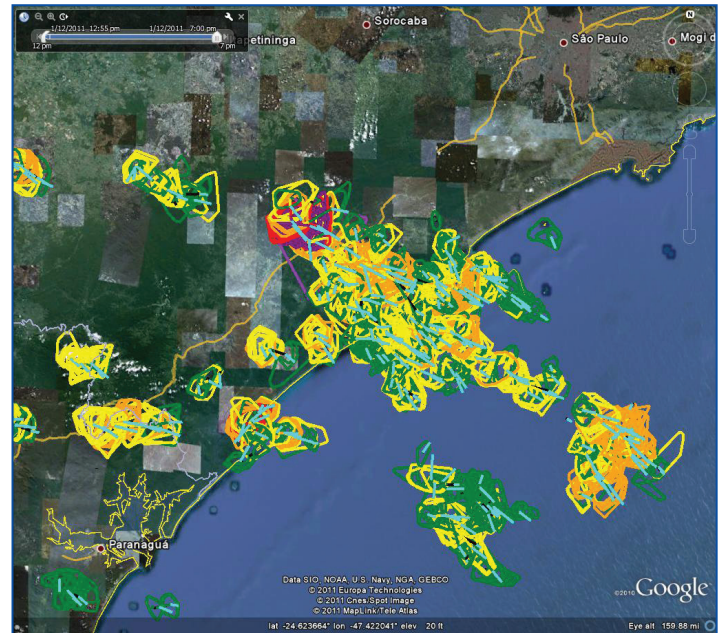 1/12/2011 12:55 pm
1/12/2011 7:00 pm
12 pm
7 pm
Sorocaba
apetininga
São Paulo
Mogi d
N
Paranaguá
Data SIO, NOAA, U.S. Navy, NGA, GEBCO
© 2011 Europa Technologies
© 2011 Cnes/Spot Image
© 2011 MapLink/Tele Atlas
©2010 Google
lat -24.623664° lon -47.422041° elev 20 ft
Eye alt 159.88 mi